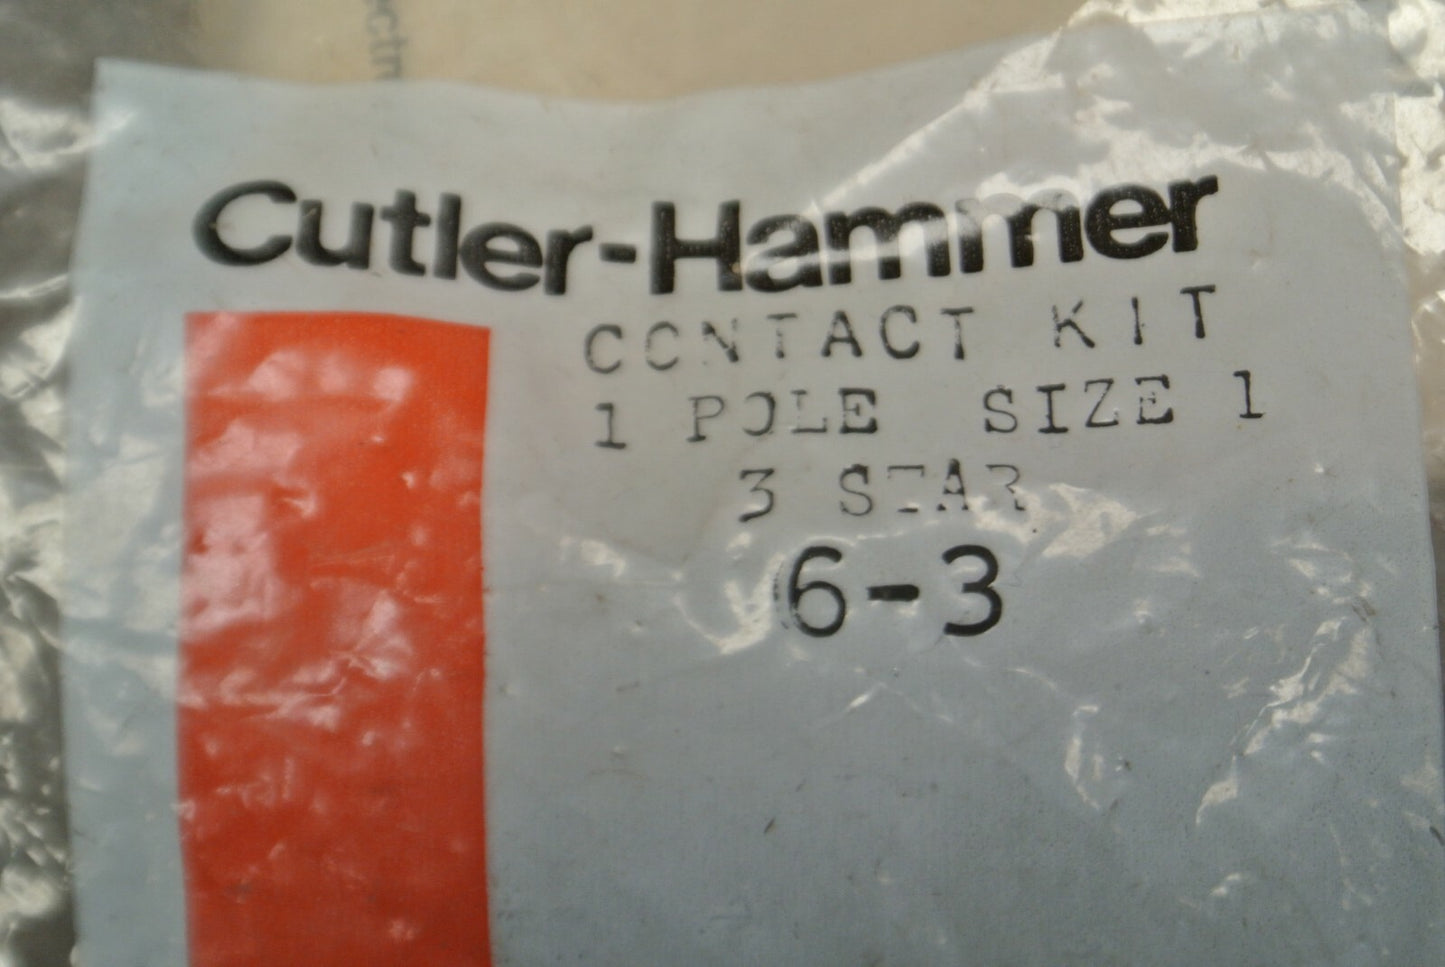 Cutler-Hammer
CONTACT KIT
1 POLE SIZE 1
3 STAR
6-3